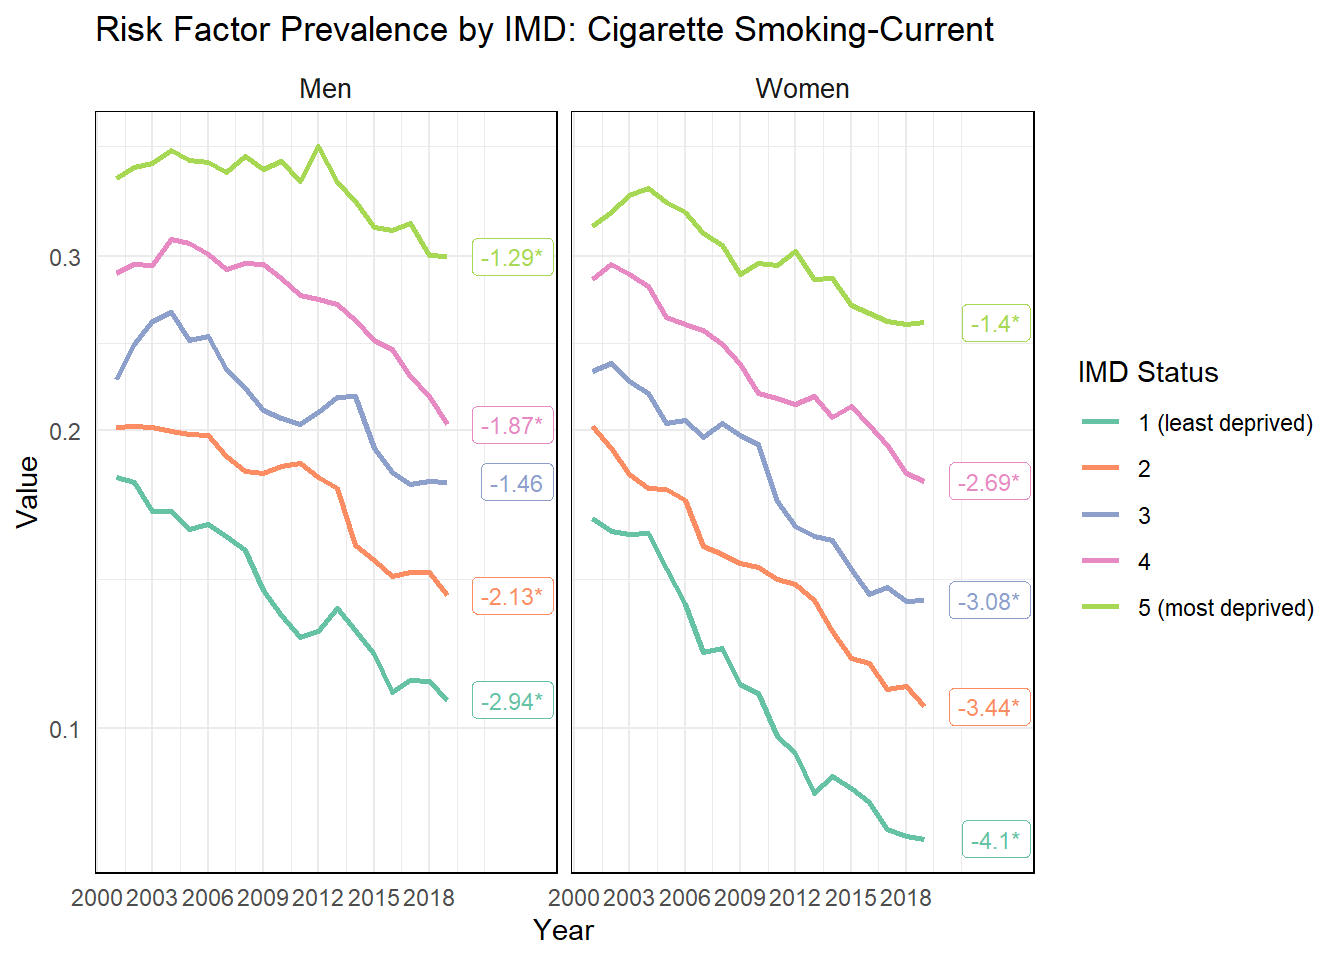 Risk Factor Prevalence by IMD: Cigarette Smoking-Current
Men
Women
Value
0.3
0.2
0.1
-1.29*
-1.87*
-1.46
-2.13*
-2.94*
-1.4*
-2.69*
-3.08*
-3.44*
-4.1*
2000 2003 2006 2009 2012 2015 2018
2000 2003 2006 2009 2012 2015 2018
Year
IMD Status
1 (least deprived)
2
3
4
5 (most deprived)